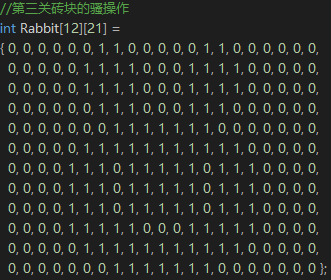 //第三关砖块的骚操作
int Rabbit[12][21] =
{ 0, 0, 0, 0, 0, 0, 1, 1, 0, 0, 0, 0, 0, 1, 1, 0, 0, 0, 0, 0, 0,
0, 0, 0, 0, 0, 1, 1, 1, 1, 0, 0, 0, 1, 1, 1, 1, 0, 0, 0, 0, 0,
0, 0, 0, 0, 0, 1, 1, 1, 1, 0, 0, 0, 1, 1, 1, 1, 0, 0, 0, 0, 0,
0, 0, 0, 0, 0, 1, 1, 1, 1, 0, 0, 0, 1, 1, 1, 1, 0, 0, 0, 0, 0,
0, 0, 0, 0, 0, 0, 0, 1, 1, 1, 1, 1, 1, 1, 0, 0, 0, 0, 0, 0, 0,
0, 0, 0, 0, 0, 1, 1, 1, 1, 1, 1, 1, 1, 1, 1, 1, 0, 0, 0, 0, 0,
0, 0, 0, 0, 1, 1, 1, 0, 1, 1, 1, 1, 1, 0, 1, 1, 1, 0, 0, 0, 0,
0, 0, 0, 0, 1, 1, 1, 0, 1, 1, 1, 1, 1, 0, 1, 1, 1, 0, 0, 0, 0,
0, 0, 0, 0, 1, 1, 0, 1, 1, 1, 1, 1, 1, 1, 0, 1, 1, 0, 0, 0, 0,
0, 0, 0, 0, 1, 1, 1, 1, 1, 0, 0, 0, 1, 1, 1, 1, 1, 0, 0, 0, 0,
0, 0, 0, 0, 0, 1, 1, 1, 1, 1, 1, 1, 1, 1, 1, 1, 0, 0, 0, 0, 0,
0, 0, 0, 0, 0, 0, 0, 1, 1, 1, 1, 1, 1, 1, 0, 0, 0, 0, 0, 0, 0 };